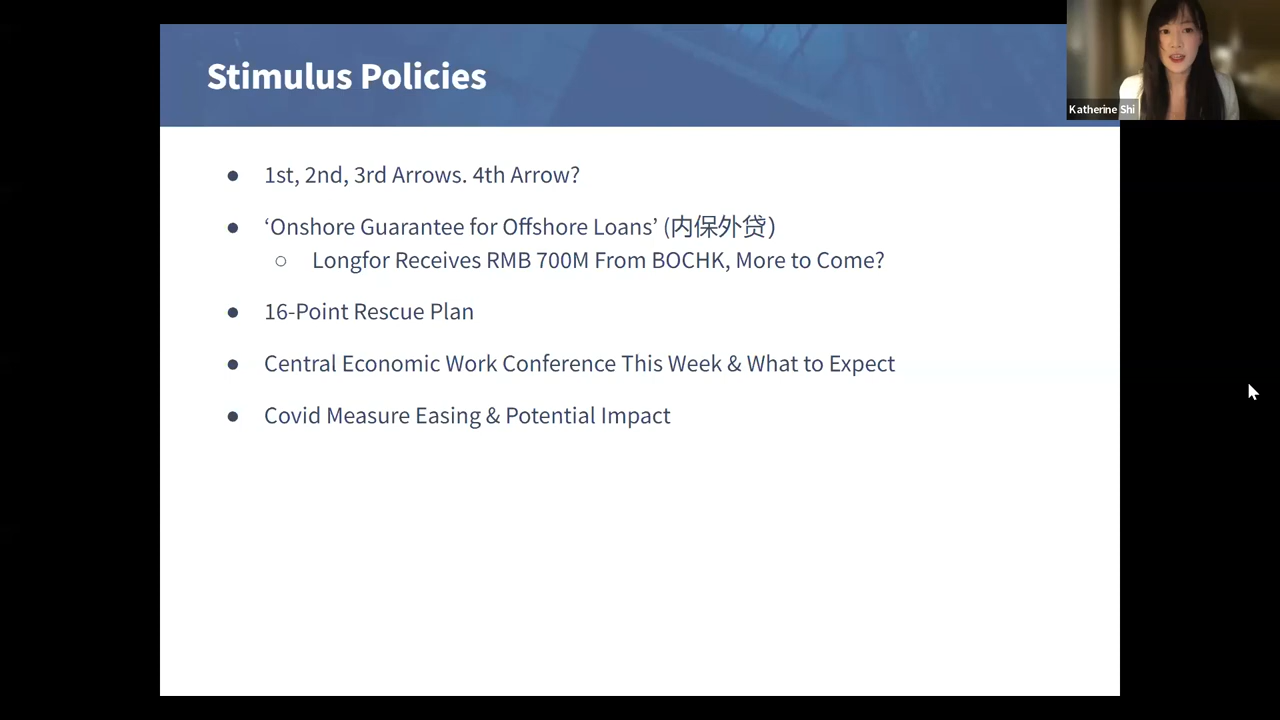 Stimulus Policies
Katherine Shi
● 1st, 2nd, 3rd Arrows. 4th Arrow?
● ‘Onshore Guarantee for Offshore Loans’ (内保外贷)
○ Longfor Receives RMB 700M From BOCHK, More to Come?
● 16-Point Rescue Plan
● Central Economic Work Conference This Week & What to Expect
● Covid Measure Easing & Potential Impact